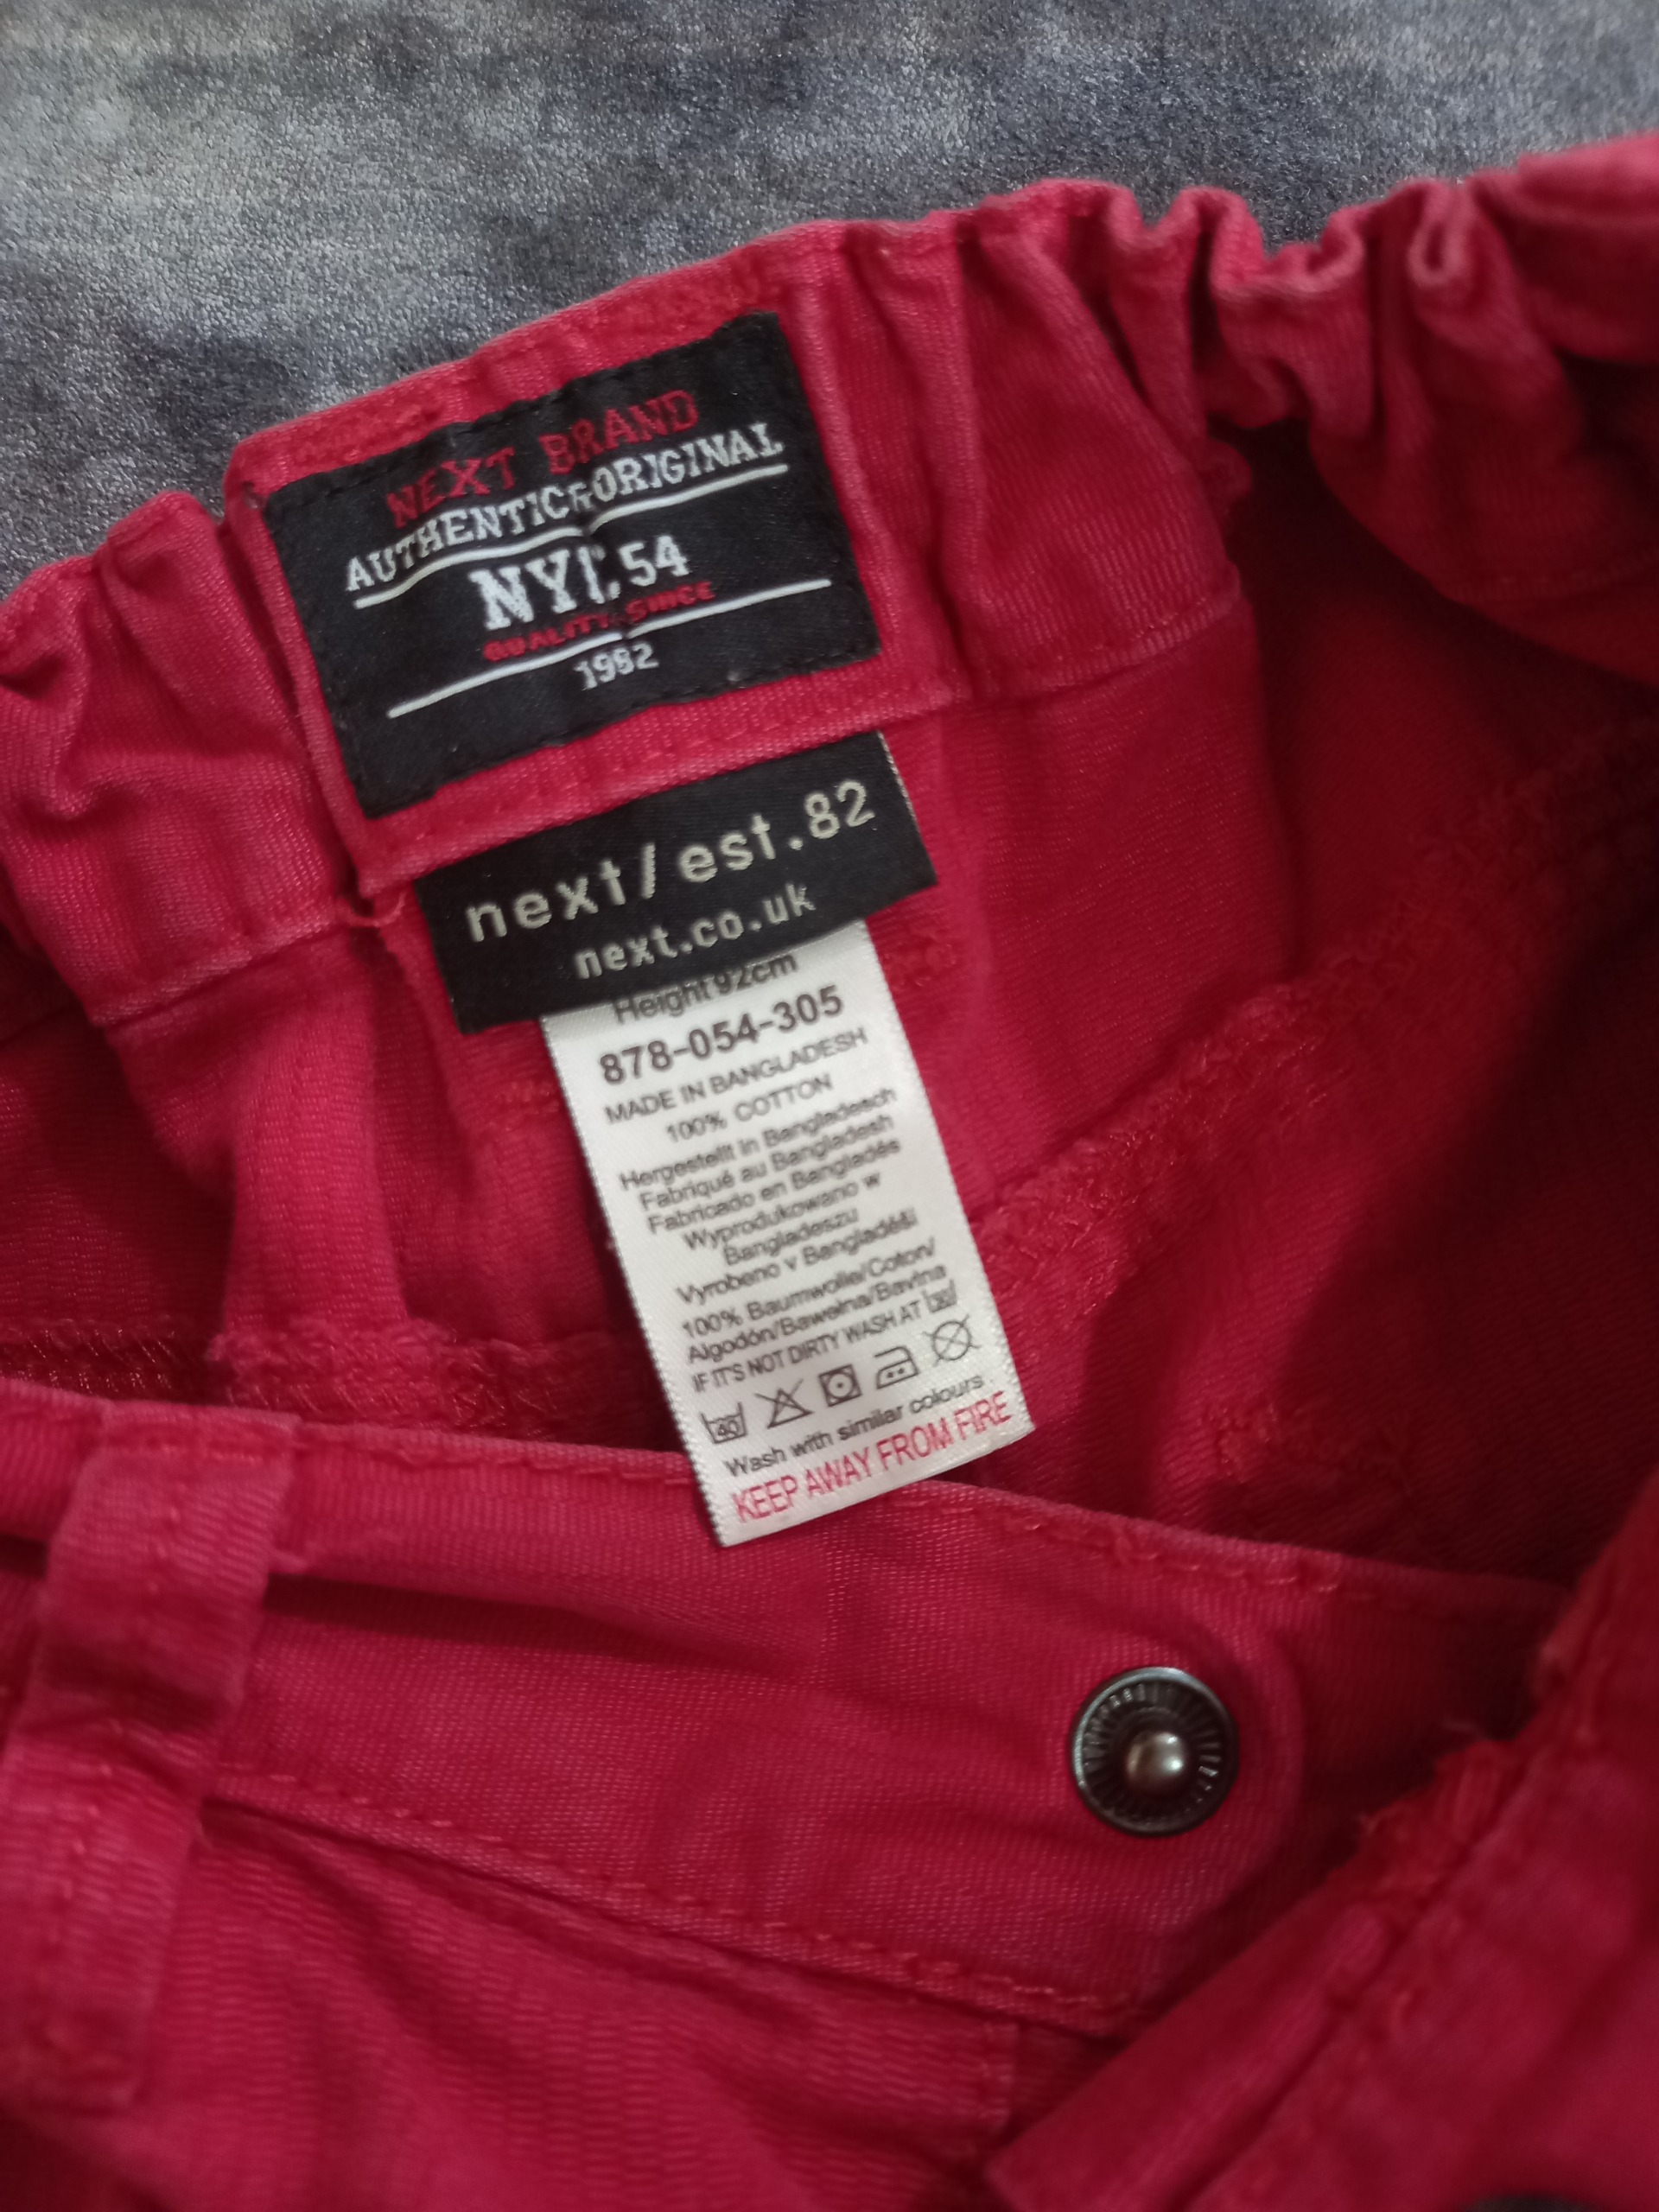 NEXT BRAND
AUTHENTIC&ORIGINAL
NYC 54
QUALITY. SINCE
1982
next/est.82
next.co.uk
Height 92cm
878-054-305
MADE IN BANGLADESH
100% COTTON
Hergestellt in Bangladesch
Fabriqué au Bangladesh
Fabricado en Bangladés
Wyprodukowano w
Bangladeszu
Vyrobeno v Bangladéši
100% Baumwolle/Coton/
Algodón/Bawełna/Bavlna
IF IT'S NOT DIRTY WASH AT 30
40
Wash with similar colours
KEEP AWAY FROM FIRE